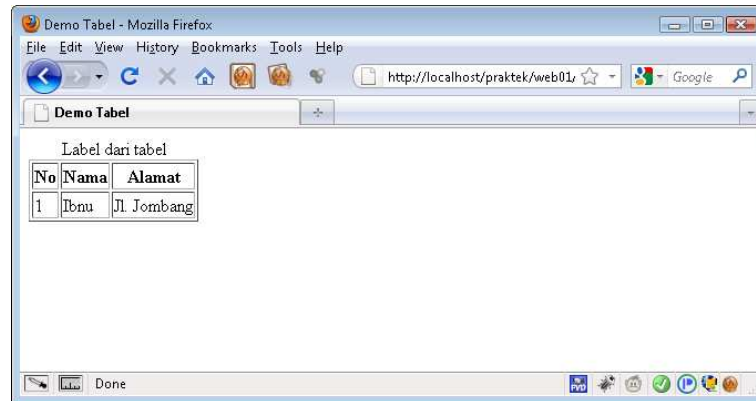 Demo Tabel - Mozilla Firefox
File Edit View History Bookmarks Tools Help
http://localhost/praktek/web01/ Google
Demo Tabel
Label dari tabel
No Nama Alamat
1 Ibnu Jl. Jombang
Done